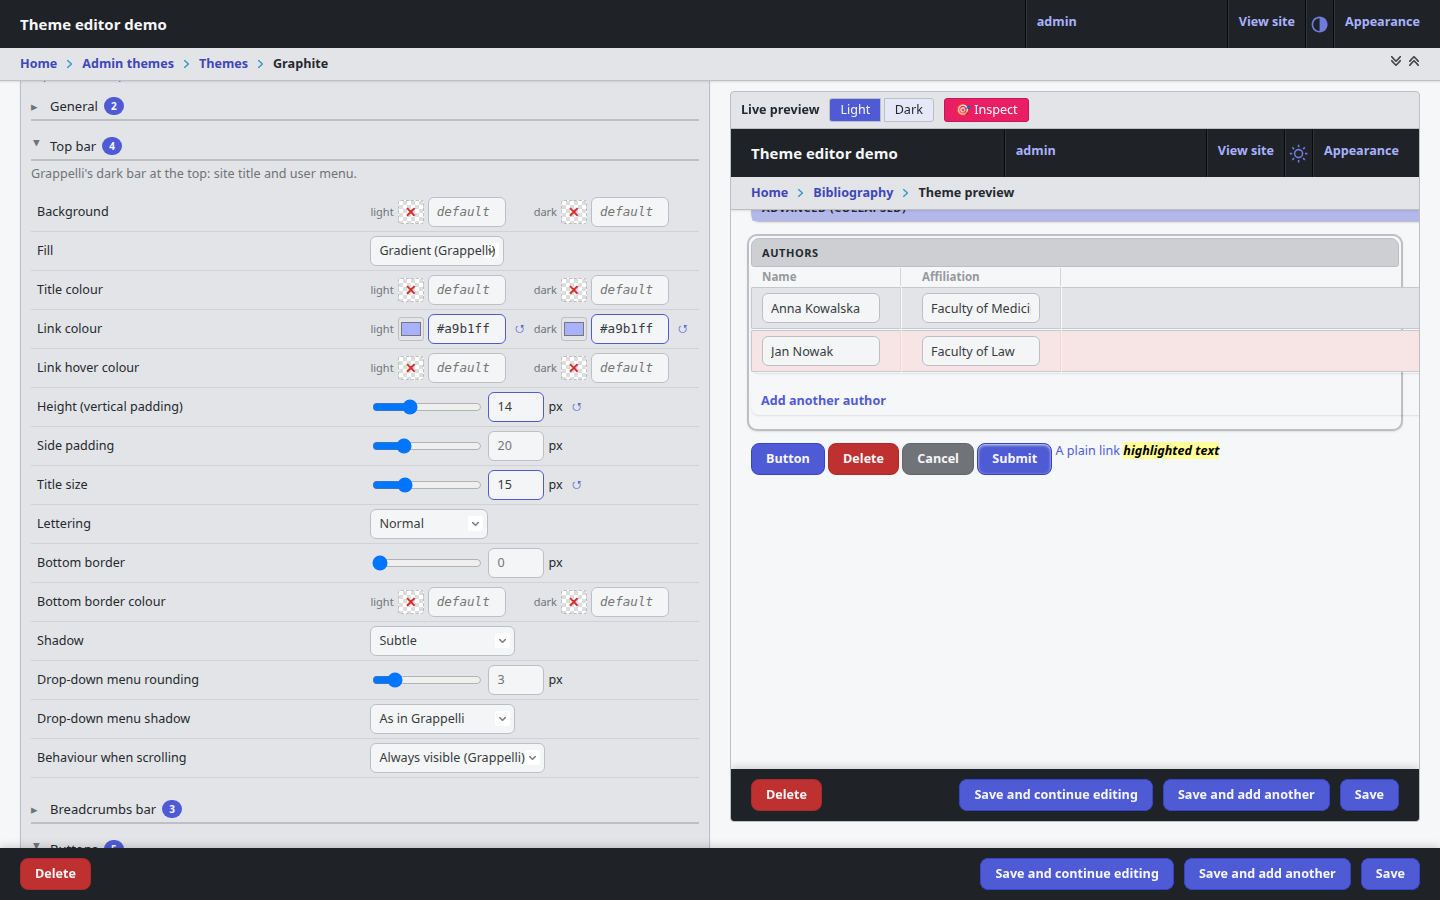 Theme editor demo
admin
View site
Appearance
Home
Admin themes
Themes
Graphite
General 2
Top bar 4
Grappelli's dark bar at the top: site title and user menu.
Background light default dark default
Fill Gradient (Grappelli)
Title colour light default dark default
Link colour light #a9b1ff dark #a9b1ff
Link hover colour light default dark default
Height (vertical padding) 14 px
Side padding 20 px
Title size 15 px
Lettering Normal
Bottom border 0 px
Bottom border colour light default dark default
Shadow Subtle
Drop-down menu rounding 3 px
Drop-down menu shadow As in Grappelli
Behaviour when scrolling Always visible (Grappelli)
Breadcrumbs bar 3
Buttons 5
Live preview Light Dark Inspect
Theme editor demo
admin
View site
Appearance
Home
Bibliography
Theme preview
ADVANCED (COLLAPSED)
AUTHORS
Name Affiliation
Anna Kowalska Faculty of Medici
Jan Nowak Faculty of Law
Add another author
Button Delete Cancel Submit A plain link highlighted text
Delete Save and continue editing Save and add another Save
Delete Save and continue editing Save and add another Save